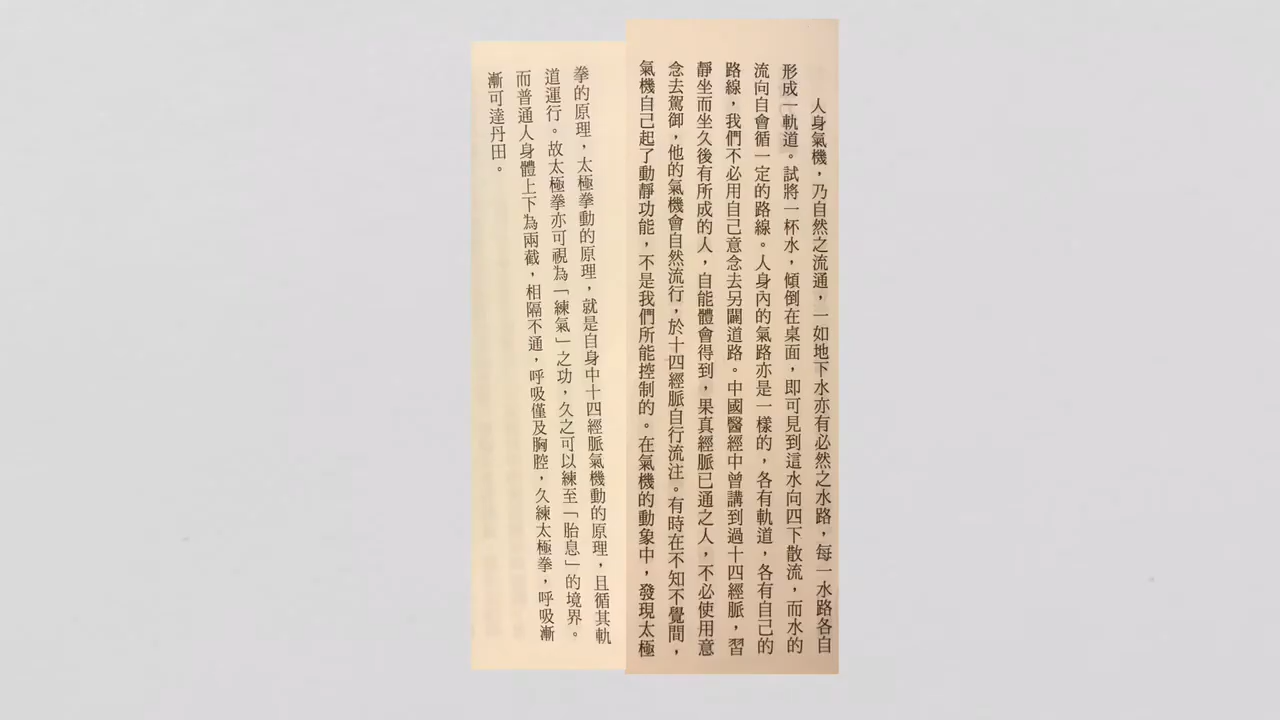 人身氣機，乃自然之流通，一如地下水亦有必然之水路，每一水路各自
形成一軌道。試將一杯水，傾倒在桌面，即可見到這水向四下散流，而水的
流向自會循一定的路線。人身內的氣路亦是一樣的，各有軌道，各有自己的
路線，我們不必用自己意念去另闢道路。中國醫經中曾講到過十四經脈，習
靜坐而坐久後有所成的人，自能體會得到，果真經脈已通之人，不必使用意
念去駕御，他的氣機會自然流行，於十四經脈自行流注。有時在不知不覺間，
氣機自己起了動靜功能，不是我們所能控制的。在氣機的動象中，發現太極
拳的原理，太極拳動的原理，就是自身中十四經脈氣機動的原理，且循其軌
道運行。故太極拳亦可視為「練氣」之功，久之可以練至「胎息」的境界。
而普通人身體上下為兩截，相隔不通，呼吸僅及胸腔，久練太極拳，呼吸漸
漸可達丹田。